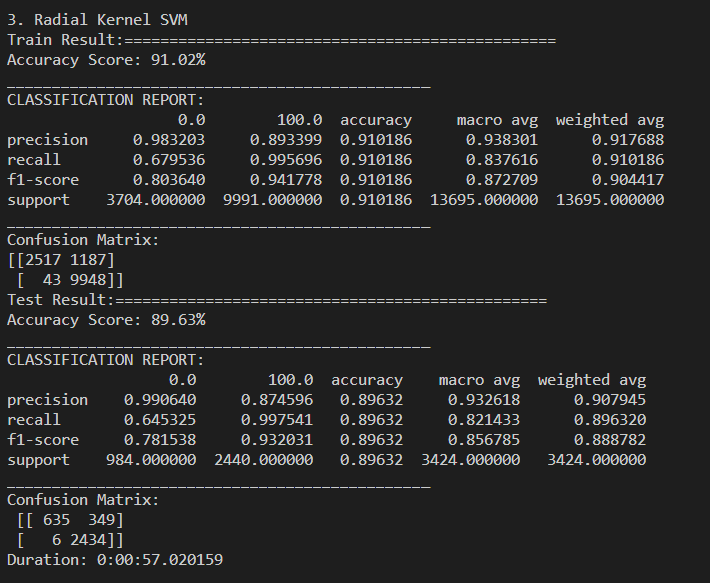 3. Radial Kernel SVM
Train Result:================================================
Accuracy Score: 91.02%
_______________________________________________
CLASSIFICATION REPORT:
                   0.0        100.0  accuracy     macro avg  weighted avg
precision     0.983203     0.893399  0.910186      0.938301      0.917688
recall        0.679536     0.995696  0.910186      0.837616      0.910186
f1-score      0.803640     0.941778  0.910186      0.872709      0.904417
support    3704.000000  9991.000000  0.910186  13695.000000  13695.000000
_______________________________________________
Confusion Matrix:
[[2517 1187]
 [  43 9948]]
Test Result:================================================
Accuracy Score: 89.63%
_______________________________________________
CLASSIFICATION REPORT:
                  0.0        100.0  accuracy    macro avg  weighted avg
precision    0.990640     0.874596   0.89632     0.932618      0.907945
recall       0.645325     0.997541   0.89632     0.821433      0.896320
f1-score     0.781538     0.932031   0.89632     0.856785      0.888782
support    984.000000  2440.000000   0.89632  3424.000000   3424.000000
_______________________________________________
Confusion Matrix:
 [[ 635  349]
 [   6 2434]]
Duration: 0:00:57.020159